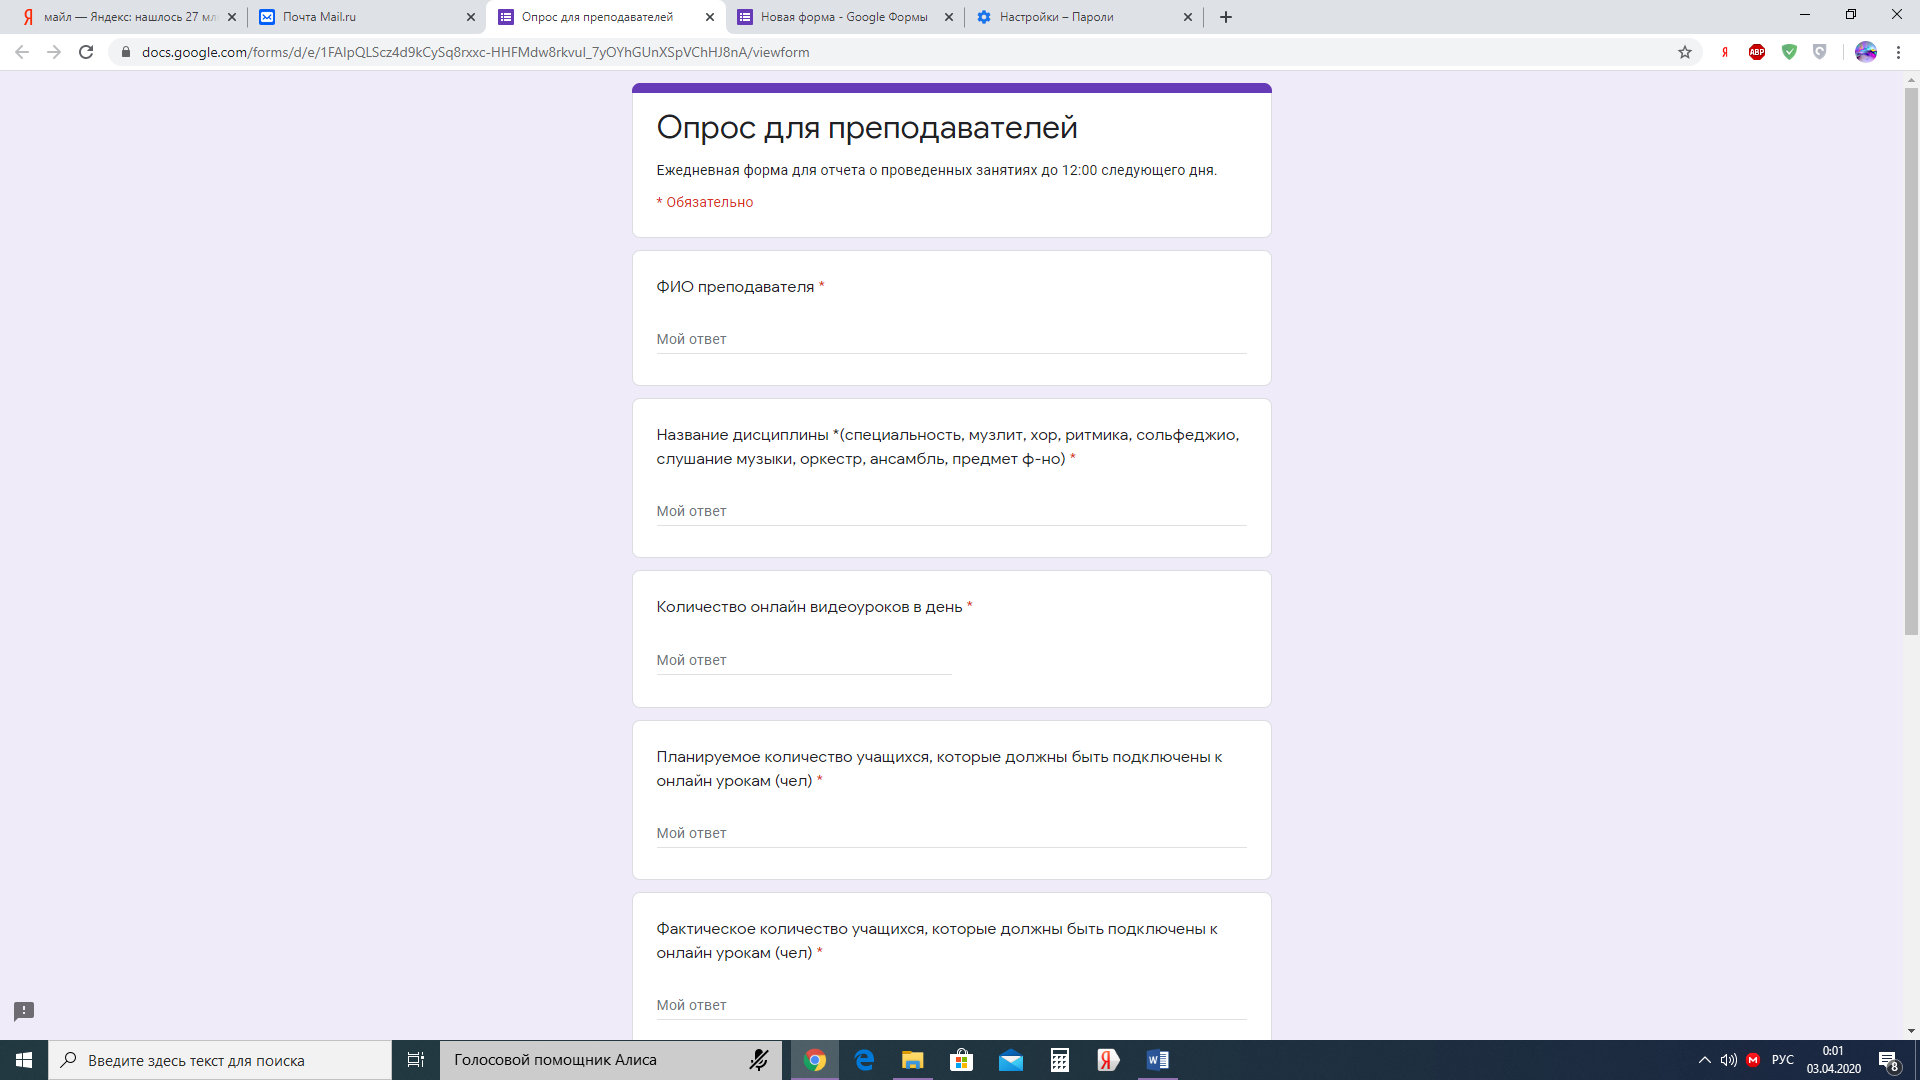 майл — Яндекс: нашлось 27 мл
Почта Mail.ru
Опрос для преподавателей
Новая форма - Google Формы
Настройки – Пароли
docs.google.com/forms/d/e/1FAIpQLScz4d9kCySq8rxxc-HHFMdw8rkvuI_7yOYhGUnXSpVChHJ8nA/viewform
Я
ABP
Опрос для преподавателей
Ежедневная форма для отчета о проведенных занятиях до 12:00 следующего дня.
* Обязательно
ФИО преподавателя *
Мой ответ
Название дисциплины *(специальность, музлит, хор, ритмика, сольфеджио,
слушание музыки, оркестр, ансамбль, предмет ф-но) *
Мой ответ
Количество онлайн видеоуроков в день *
Мой ответ
Планируемое количество учащихся, которые должны быть подключены к
онлайн урокам (чел) *
Мой ответ
Фактическое количество учащихся, которые должны быть подключены к
онлайн урокам (чел) *
Мой ответ
Введите здесь текст для поиска
Голосовой помощник Алиса
РУС
0:01
03.04.2020
8